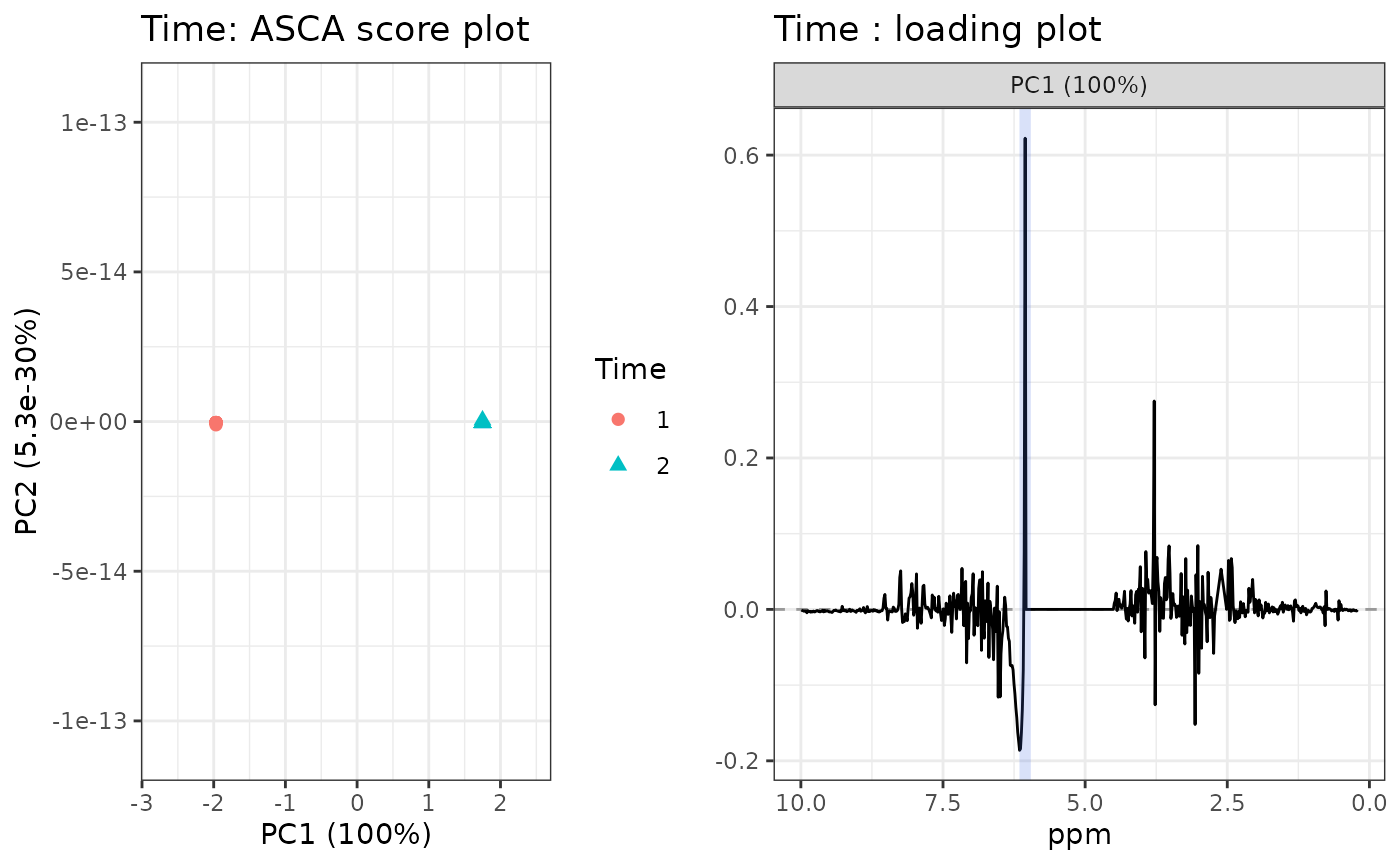 Time: ASCA score plot
1e-13
5e-14
0e+00
-5e-14
-1e-13
PC2 (5.3e-30%)
-3 -2 -1 0 1 2
PC1 (100%)
Time
1
2
Time : loading plot
PC1 (100%)
0.6
0.4
0.2
0.0
-0.2
10.0 7.5 5.0 2.5 0.0
ppm